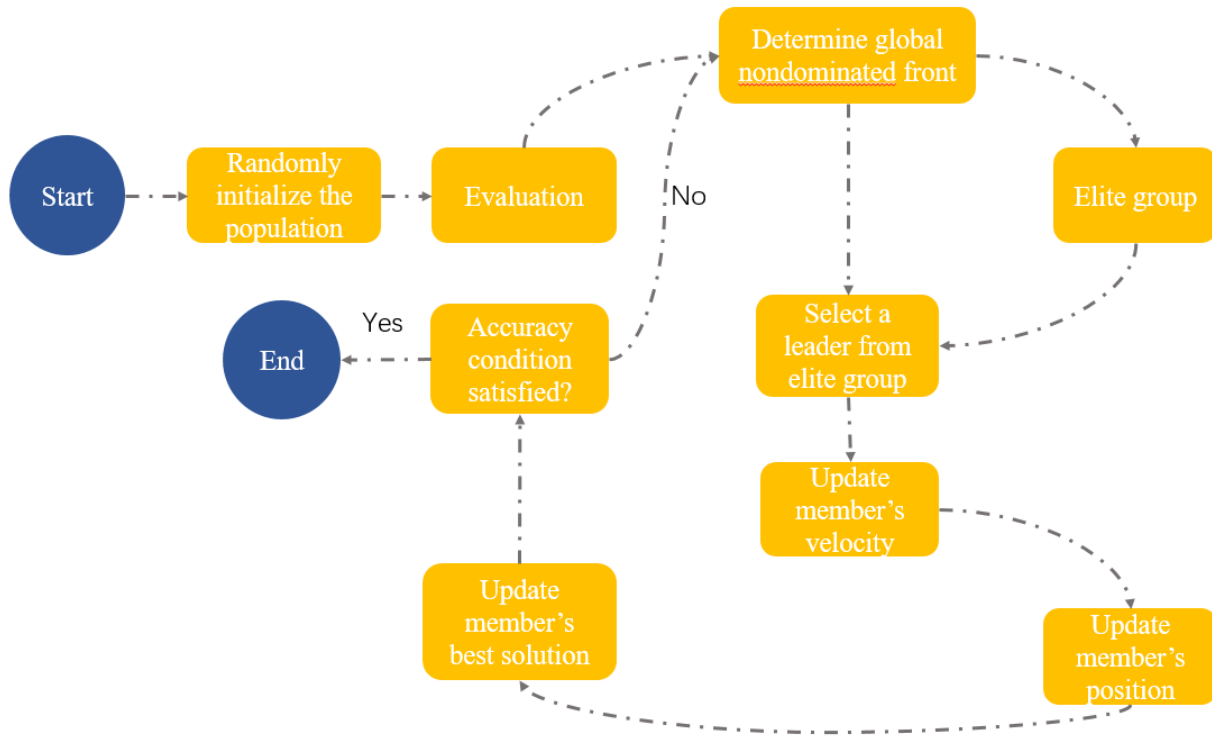 Determine global
nondominated front
Start
Randomly
initialize the
population
Evaluation
No
Elite group
End
Yes
Accuracy
condition
satisfied?
Select a
leader from
elite group
Update
member’s
velocity
Update
member’s
best solution
Update
member’s
position